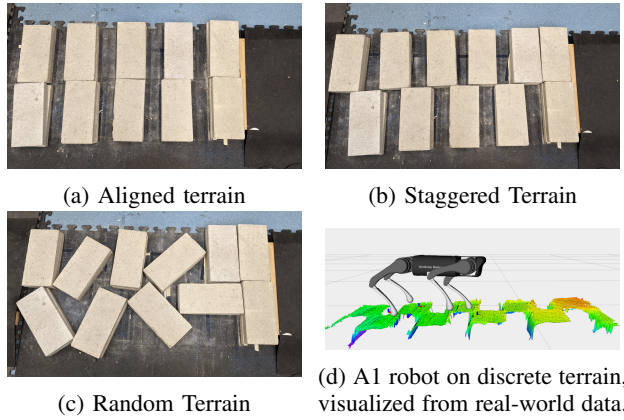 (a) Aligned terrain
(b) Staggered Terrain
(c) Random Terrain
(d) A1 robot on discrete terrain,
visualized from real-world data.